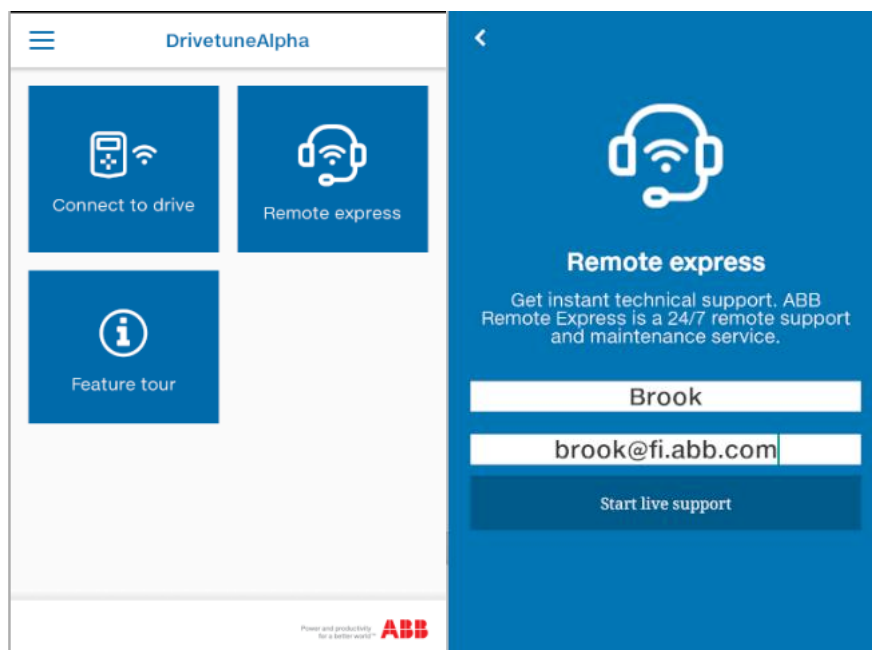 DrivetuneAlpha
Connect to drive
Remote express
Feature tour
Power and productivity
for a better world™
ABB
Remote express
Get instant technical support. ABB
Remote Express is a 24/7 remote support
and maintenance service.
Brook
brook@fi.abb.com
Start live support